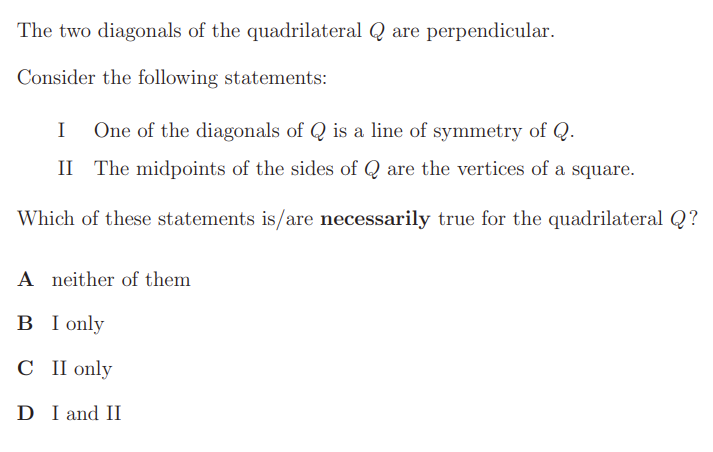 The two diagonals of the quadrilateral Q are perpendicular.
Consider the following statements:
I One of the diagonals of Q is a line of symmetry of Q.
II The midpoints of the sides of Q are the vertices of a square.
Which of these statements is/are necessarily true for the quadrilateral Q?
A neither of them
B I only
C II only
D I and II